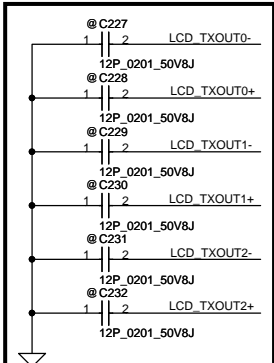 @C227
1 2 LCD_TXOUT0-
12P_0201_50V8J
@C228
1 2 LCD_TXOUT0+
12P_0201_50V8J
@C229
1 2 LCD_TXOUT1-
12P_0201_50V8J
@C230
1 2 LCD_TXOUT1+
12P_0201_50V8J
@C231
1 2 LCD_TXOUT2-
12P_0201_50V8J
@C232
1 2 LCD_TXOUT2+
12P_0201_50V8J